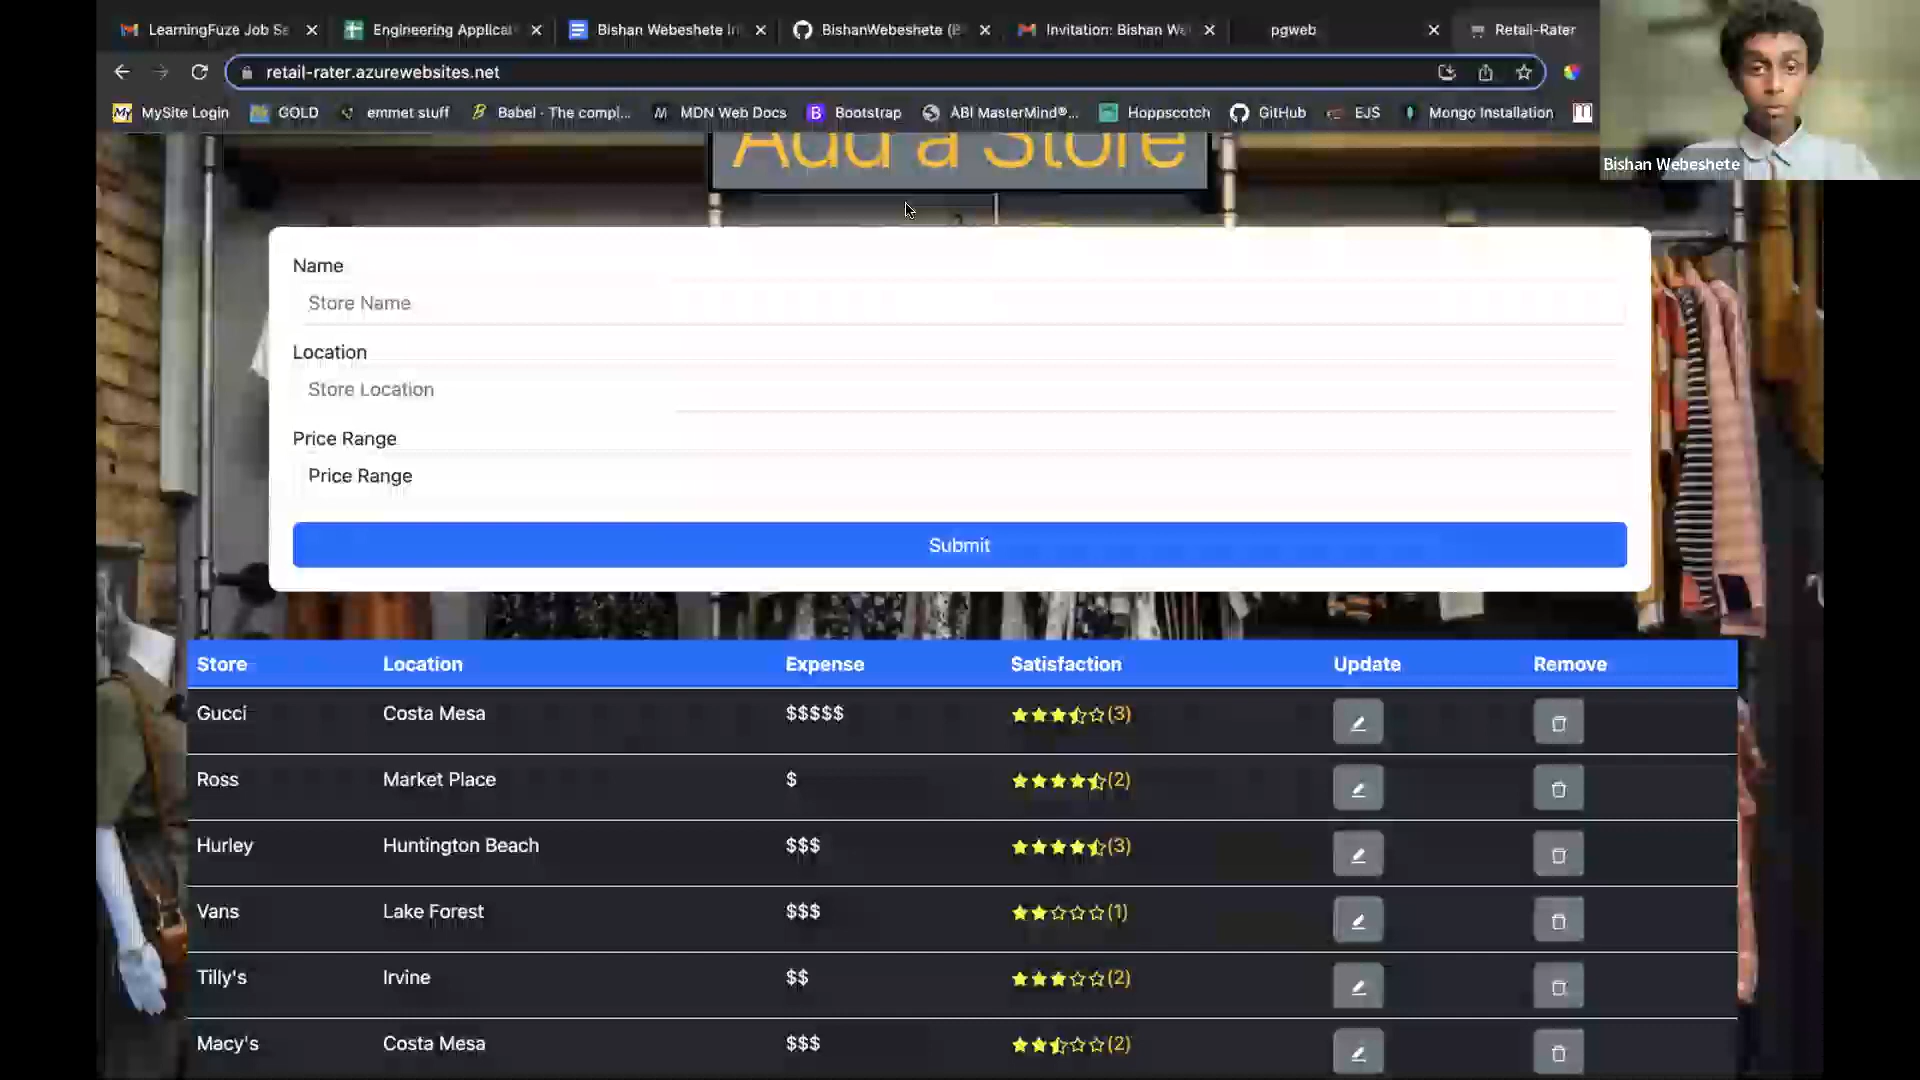 LearningFuze Job Se
Engineering Applicat
Bishan Webeshete In
BishanWebeshete (B
Invitation: Bishan We
pgweb
Retail-Rater
retail-rater.azurewebsites.net
MySite Login
GOLD
emmet stuff
Babel · The compl...
MDN Web Docs
Bootstrap
ABI MasterMind®...
Hoppscotch
GitHub
EJS
Mongo Installation
Bishan Webeshete
Add a Store
Name
Store Name
Location
Store Location
Price Range
Price Range
Submit
Store Location Expense Satisfaction Update Remove
Gucci Costa Mesa $$$$$ (3)
Ross Market Place $ (2)
Hurley Huntington Beach $$$ (3)
Vans Lake Forest $$$ (1)
Tilly's Irvine $$ (2)
Macy's Costa Mesa $$$ (2)